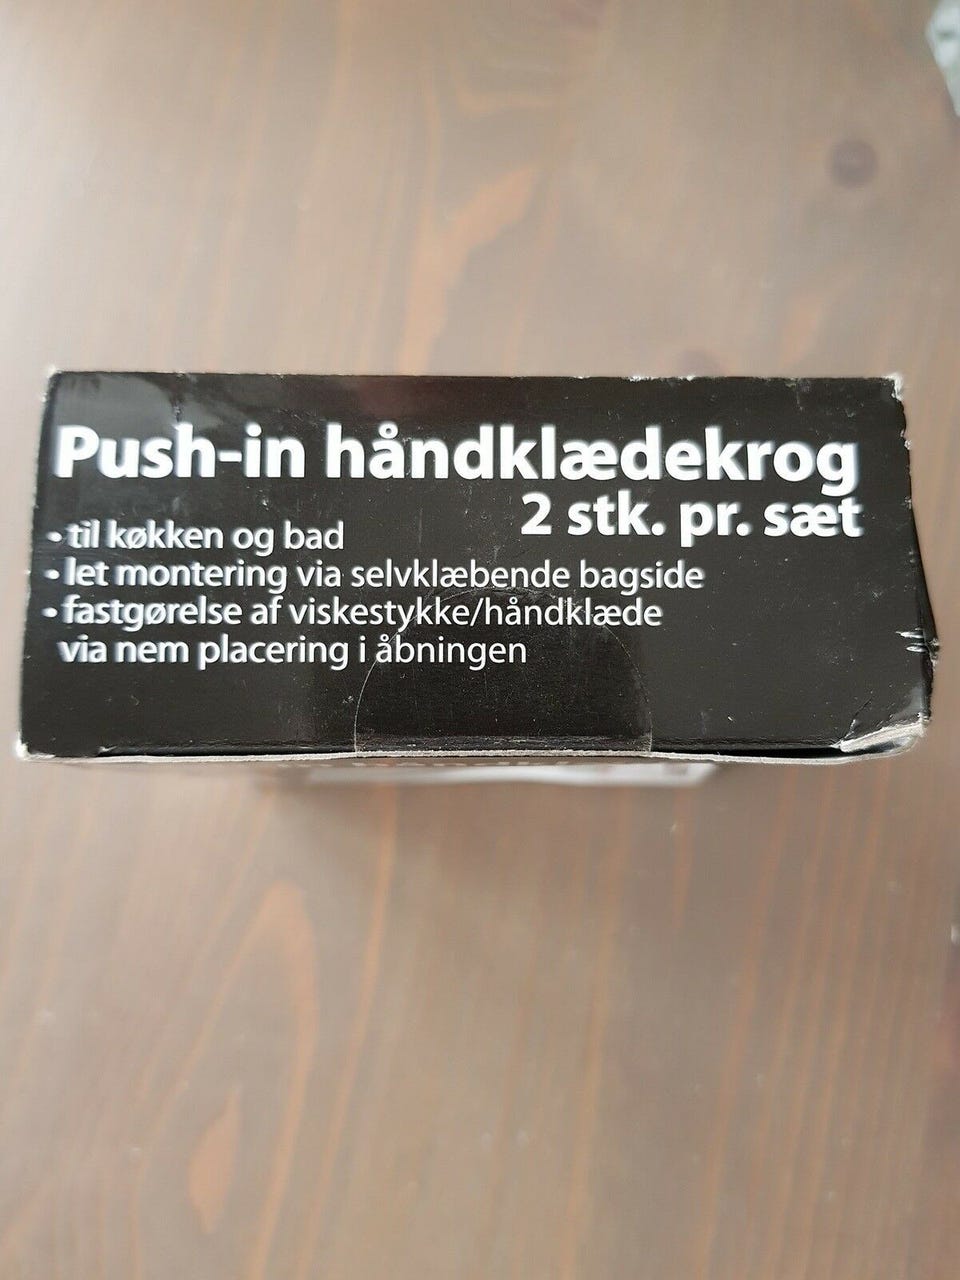 Push-in håndklædekrog
2 stk. pr. sæt
• til køkken og bad
• let montering via selvklæbende bagside
• fastgørelse af viskestykke/håndklæde
via nem placering i åbningen